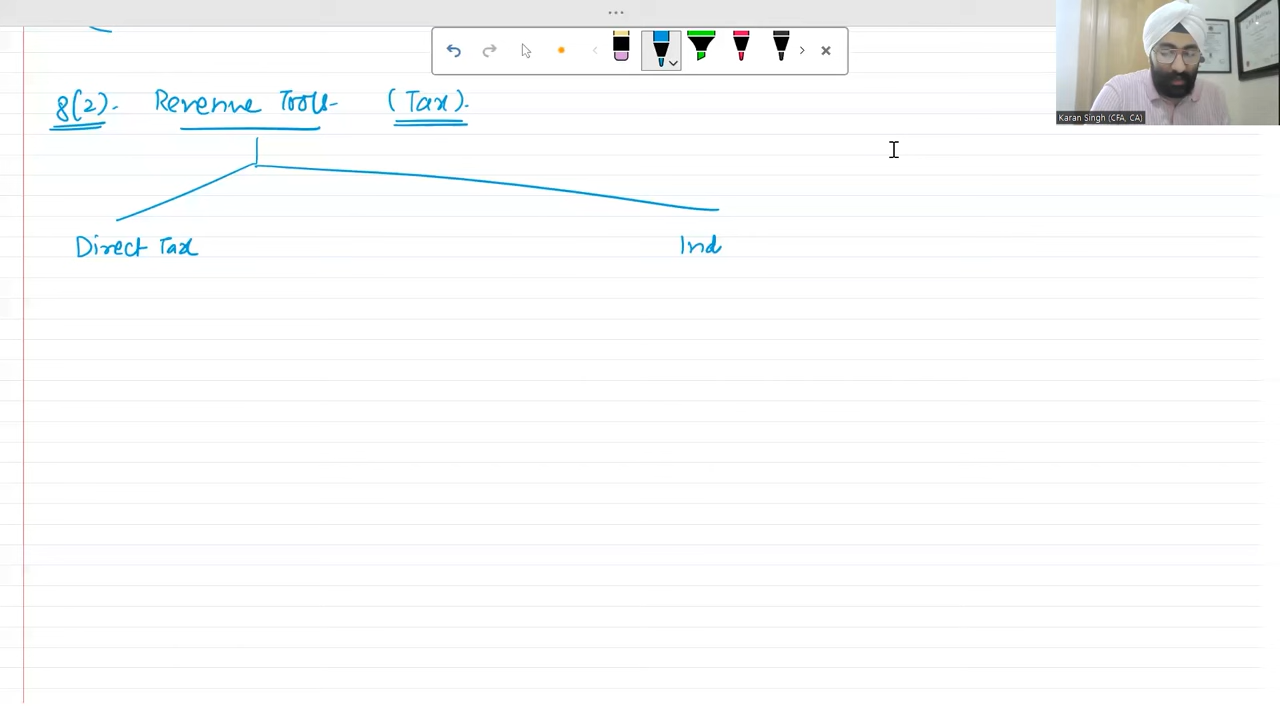 8(2). Revenue Tools- (Tax).
Direct Tax Ind
Karan Singh (CFA, CA)